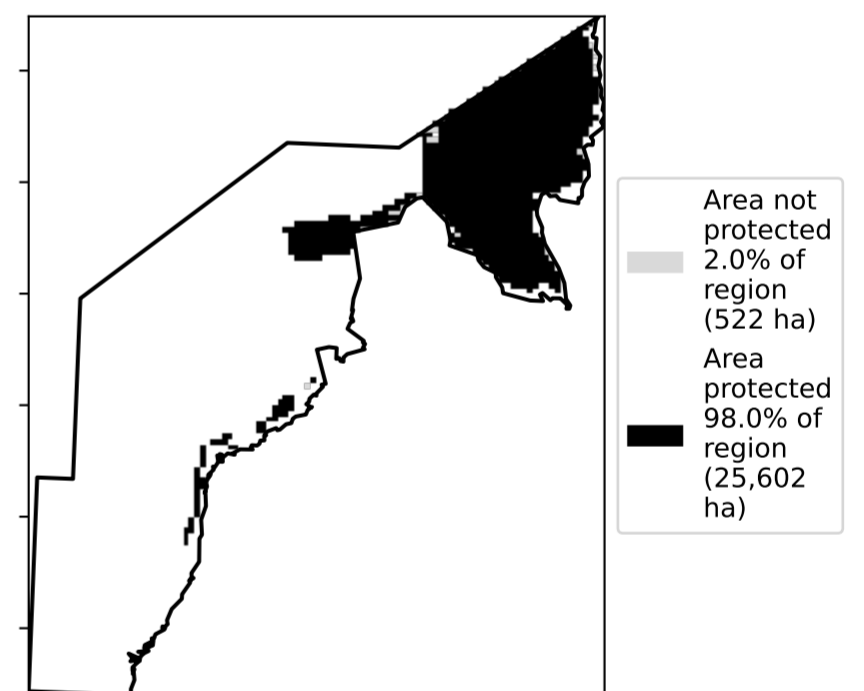 Area not
protected
2.0% of
region
(522 ha)
Area
protected
98.0% of
region
(25,602
ha)